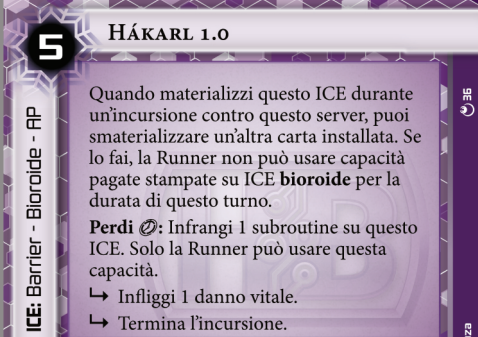 5
HÁKARL 1.0
Quando materializzi questo ICE durante
un'incursione contro questo server, puoi
smaterializzare un'altra carta installata. Se
lo fai, la Runner non può usare capacità
pagate stampate su ICE bioroide per la
durata di questo turno.
Perdi : Infrangi 1 subroutine su questo
ICE. Solo la Runner può usare questa
capacità.
↳ Infliggi 1 danno vitale.
↳ Termina l'incursione.
ICE: Barrier - Bioroide - AP
36